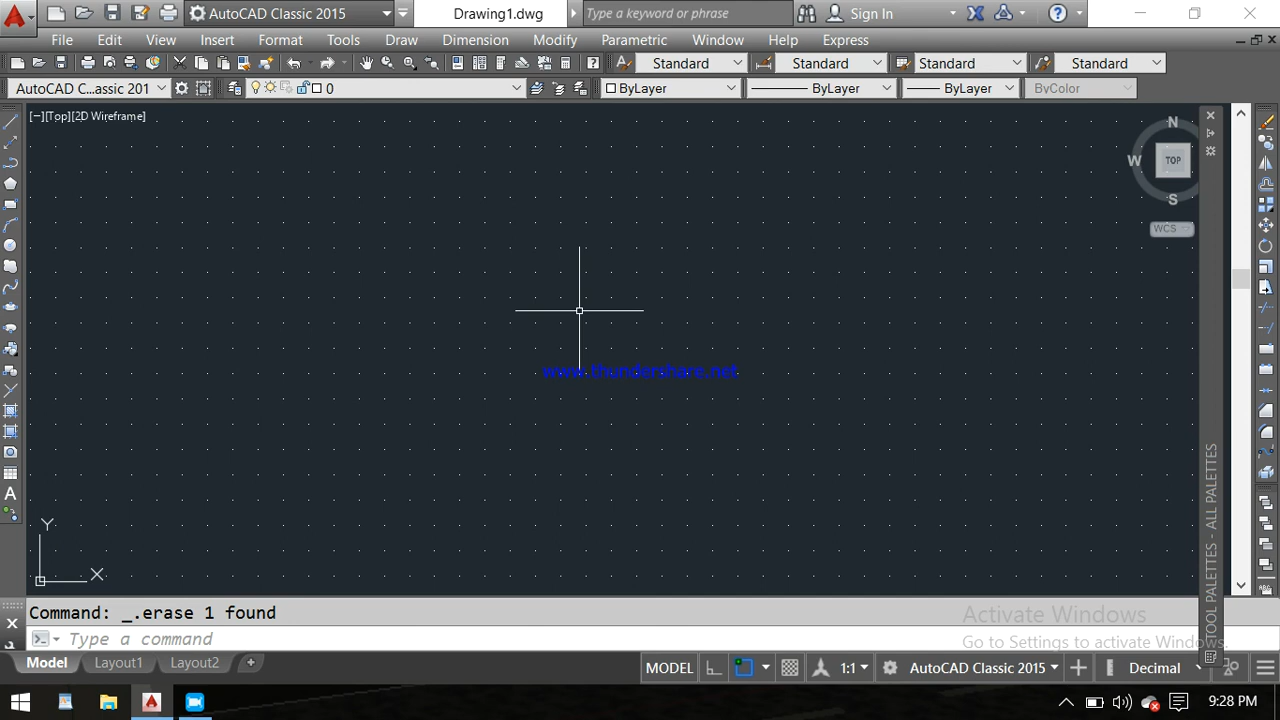 AutoCAD Classic 2015
Drawing1.dwg
Type a keyword or phrase
Sign In
File Edit View Insert Format Tools Draw Dimension Modify Parametric Window Help Express
Standard Standard Standard Standard
AutoCAD C...assic 201 0 ByLayer ByLayer ByLayer ByColor
[−][Top][2D Wireframe]
N
W TOP
S
WCS
www.thundershare.net
Y
X
TOOL PALETTES - ALL PALETTES
Command: _.erase 1 found
Type a command
Activate Windows
Go to Settings to activate Windows.
Model Layout1 Layout2
MODEL 1:1 AutoCAD Classic 2015 Decimal
9:28 PM